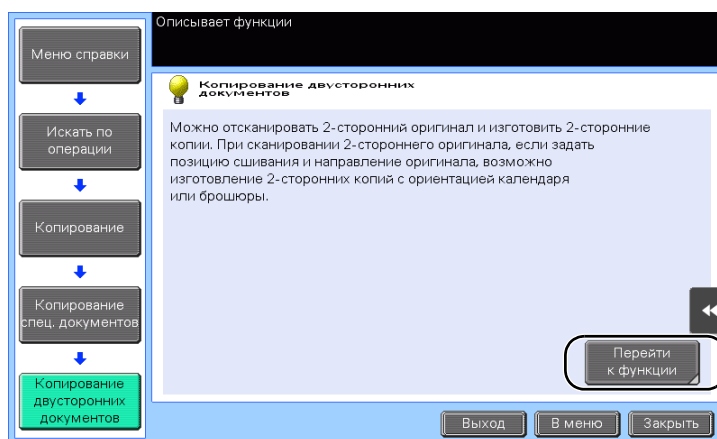 Описывает функции
Меню справки
Искать по
операции
Копирование
Копирование
спец. документов
Копирование
двусторонних
документов
Копирование двусторонних
документов
Можно отсканировать 2-сторонний оригинал и изготовить 2-сторонние
копии. При сканировании 2-стороннего оригинала, если задать
позицию сшивания и направление оригинала, возможно
изготовление 2-сторонних копий с ориентацией календаря
или брошюры.
Перейти
к функции
Выход
В меню
Закрыть